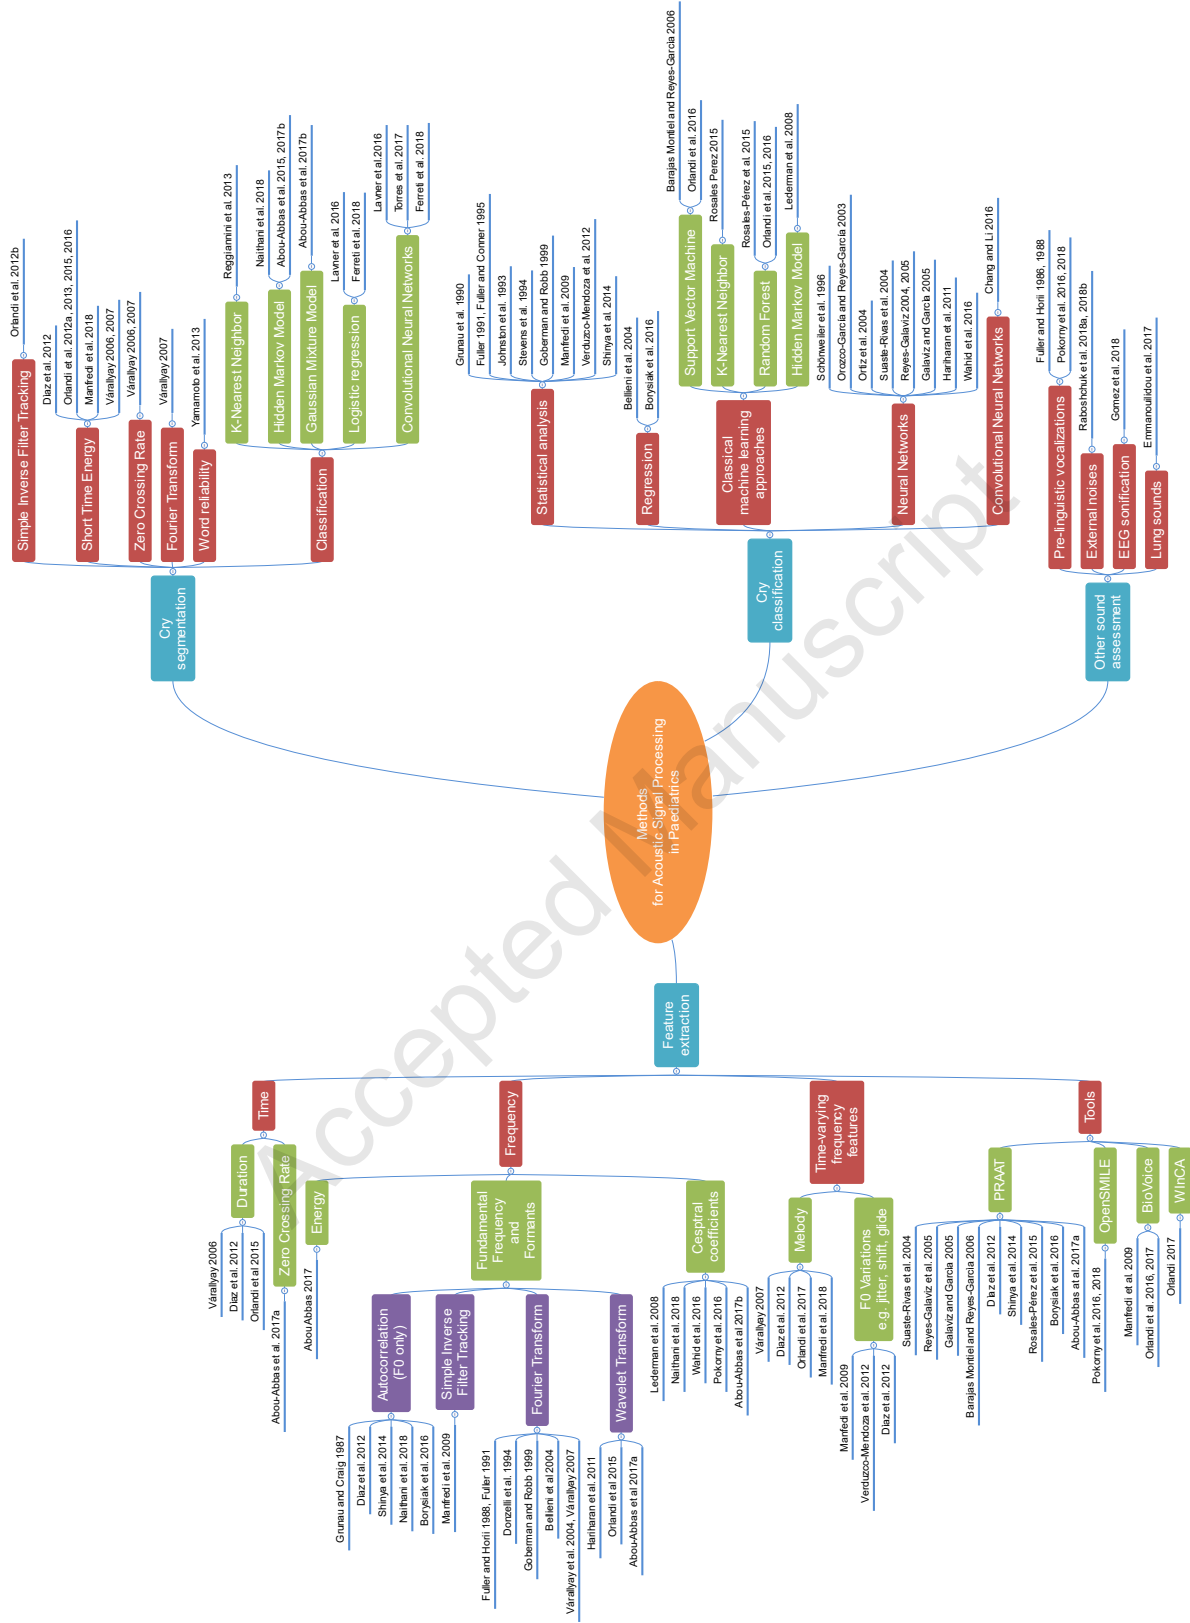 Methods
for Acoustic Signal Processing
in Paediatrics
Cry
segmentation
Simple Inverse Filter Tracking
Orlandi et al. 2012b
Short Time Energy
Díaz et al. 2012
Orlandi et al. 2012a, 2013, 2015, 2016
Manfredi et al. 2018
Várallyay 2006, 2007
Zero Crossing Rate
Várallyay 2006, 2007
Fourier Transform
Várallyay 2007
Word reliability
Yamamoto et al. 2013
Classification
K-Nearest Neighbor
Reggiannini et al. 2013
Hidden Markov Model
Naithani et al. 2018
Abou-Abbas et al. 2015, 2017b
Gaussian Mixture Model
Abou-Abbas et al. 2017b
Logistic regression
Lavner et al. 2016
Ferreti et al. 2018
Convolutional Neural Networks
Lavner et al.2016
Torres et al. 2017
Ferreti et al. 2018
Cry
classification
Statistical analysis
Grunau et al. 1990
Fuller 1991, Fuller and Conner 1995
Johnston et al. 1993
Stevens et al. 1994
Goberman and Robb 1999
Manfredi et al. 2009
Verduzco-Mendoza et al. 2012
Shinya et al. 2014
Regression
Bellieni et al. 2004
Borysiak et al. 2016
Classical
machine learning
approaches
Support Vector Machine
Barajas Montiel and Reyes-García 2006
Orlandi et al. 2016
K-Nearest Neighbor
Rosales Perez 2015
Random Forest
Rosales-Pérez et al. 2015
Orlandi et al. 2015, 2016
Hidden Markov Model
Lederman et al. 2008
Neural Networks
Schönweiler et al. 1996
Orozco-García and Reyes-García 2003
Ortiz et al. 2004
Suaste-Rivas et al. 2004
Reyes-Galaviz 2004, 2005
Galaviz and García 2005
Hariharan et al. 2011
Wahid et al. 2016
Convolutional Neural Networks
Chang and Li 2016
Other sound
assessment
Pre-linguistic vocalizations
Fuller and Horii 1986, 1988
Pokorny et al. 2016, 2018
External noises
Raboshchuk et al. 2018a, 2018b
EEG sonification
Gomez et al. 2018
Lung sounds
Emmanouilidou et al. 2017
Feature
extraction
Time
Duration
Várallyay 2006
Díaz et al. 2012
Orlandi et al 2015
Zero Crossing Rate
Abou-Abbas et al. 2017a
Frequency
Energy
Abou Abbas 2017
Fundamental
Frequency
and
Formants
Autocorrelation
(F0 only)
Grunau and Craig 1987
Díaz et al. 2012
Shinya et al. 2014
Naithani et al. 2018
Borysiak et al. 2016
Simple Inverse
Filter Tracking
Manfredi et al. 2009
Fourier Transform
Fuller and Horii 1988, Fuller 1991
Donzelli et al. 1994
Goberman and Robb 1999
Bellieni et al 2004
Várallyay et al. 2004, Várallyay 2007
Wavelet Transform
Hariharan et al. 2011
Orlandi et al 2015
Abou-Abbas et al 2017a
Cesptral
coefficients
Lederman et al. 2008
Naithani et al. 2018
Wahid et al. 2016
Pokorny et al. 2016
Abou-Abbas et al 2017b
Time-varying
frequency
features
Melody
Várallyay 2007
Díaz et al. 2012
Orlandi et al. 2017
Manfredi et al. 2018
F0 Variations
e.g. jitter, shift, glide
Manfedi et al. 2009
Verduzco-Mendoza et al. 2012
Díaz et al. 2012
Tools
PRAAT
Suaste-Rivas et al. 2004
Reyes-Galaviz et al. 2005
Galaviz and García 2005
Barajas Montiel and Reyes-García 2006
Díaz et al. 2012
Shinya et al. 2014
Rosales-Pérez et al. 2015
Borysiak et al. 2016
Abou-Abbas at al. 2017a
OpenSMILE
Pokorny et al. 2016, 2018
BioVoice
Manfredi et al. 2009
Orlandi et al. 2016, 2017
WInCA
Orlandi 2017
Accepted Manuscript